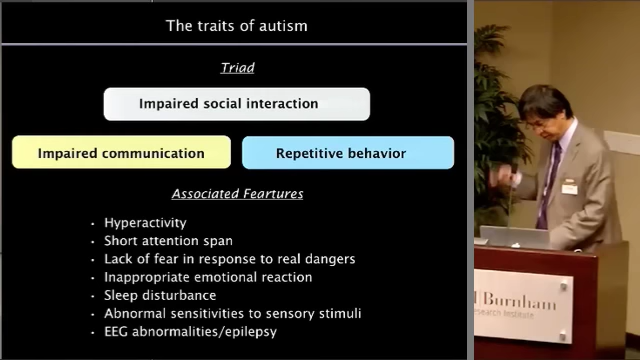 The traits of autism
Triad
Impaired social interaction
Impaired communication
Repetitive behavior
Associated Feartures
· Hyperactivity
· Short attention span
· Lack of fear in response to real dangers
· Inappropriate emotional reaction
· Sleep disturbance
· Abnormal sensitivities to sensory stimuli
· EEG abnormalities/epilepsy
Burnham
search Institute